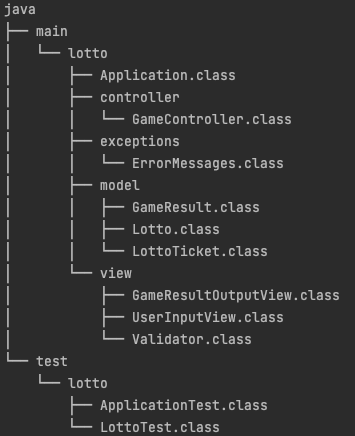 java
├── main
│   └── lotto
│       ├── Application.class
│       ├── controller
│       │   └── GameController.class
│       ├── exceptions
│       │   └── ErrorMessages.class
│       ├── model
│       │   ├── GameResult.class
│       │   ├── Lotto.class
│       │   └── LottoTicket.class
│       └── view
│           ├── GameResultOutputView.class
│           ├── UserInputView.class
│           └── Validator.class
└── test
    └── lotto
        ├── ApplicationTest.class
        └── LottoTest.class